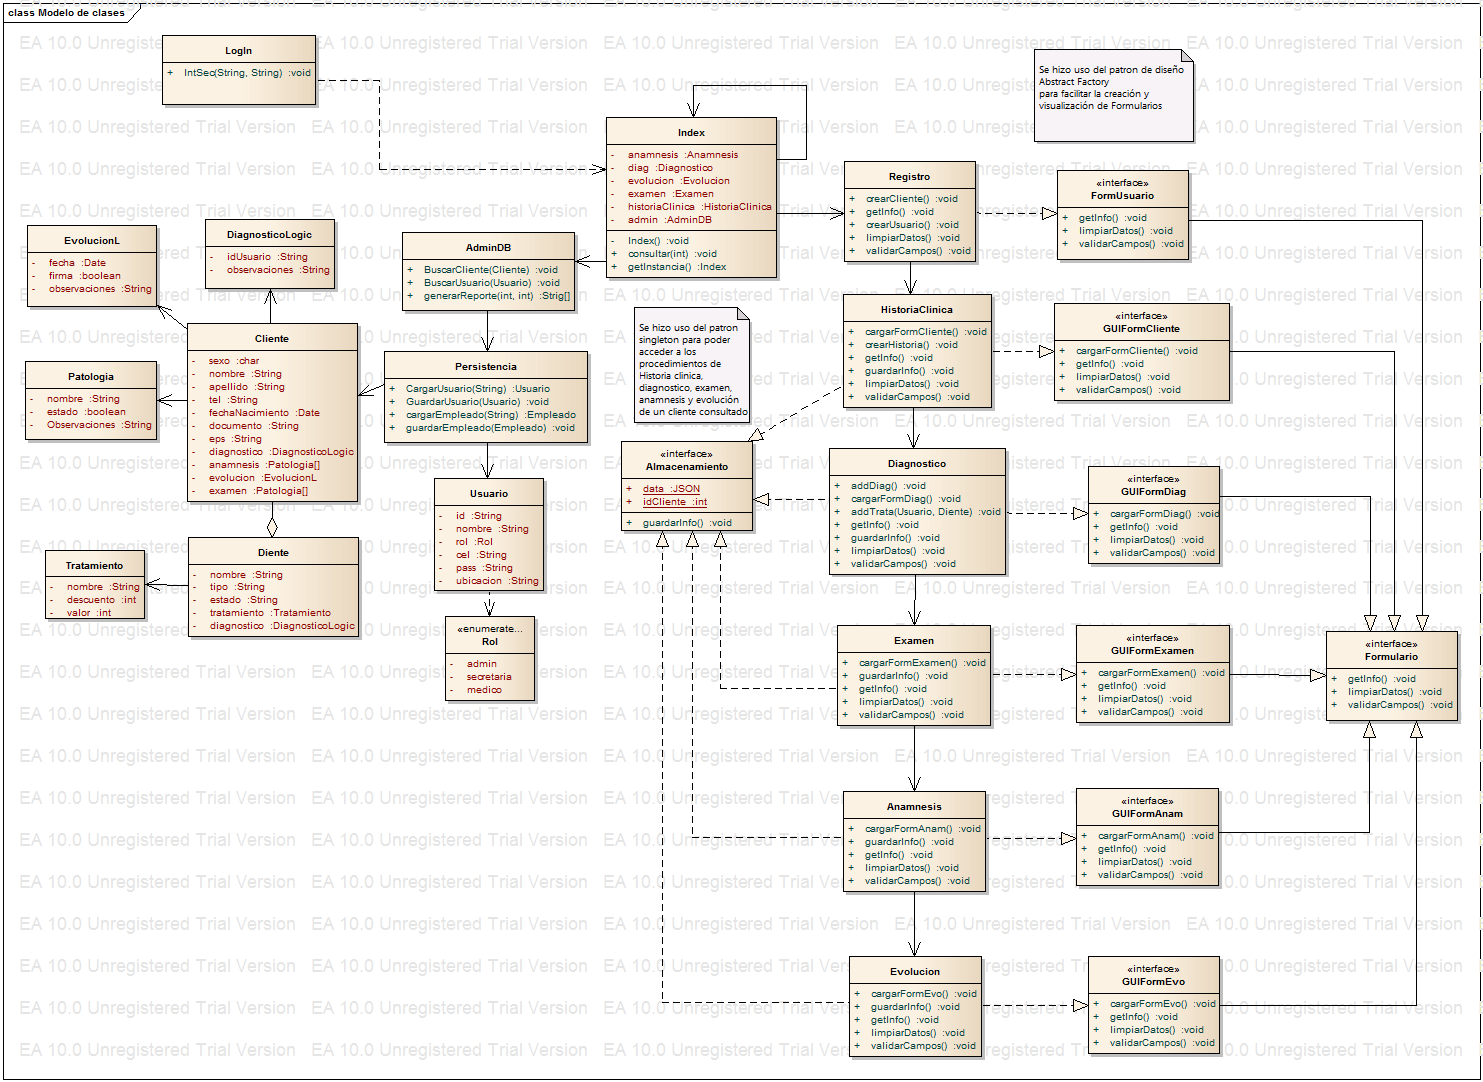 class Modelo de clases
EA 10.0 Unregistered Trial Version
LogIn
+ IntSec(String, String) :void
Se hizo uso del patron de diseño
Abstract Factory
para facilitar la creación y
visualización de Formularios
Index
- anamnesis :Anamnesis
- diag :Diagnostico
- evolucion :Evolucion
- examen :Examen
- historiaClinica :HistoriaClinica
- admin :AdminDB
+ Index() :void
+ consultar(int) :void
+ getInstancia() :Index
Registro
+ crearCliente() :void
+ getInfo() :void
+ crearUsuario() :void
+ limpiarDatos() :void
+ validarCampos() :void
«interface»
FormUsuario
+ getInfo() :void
+ limpiarDatos() :void
+ validarCampos() :void
EvolucionL
- fecha :Date
- firma :boolean
- observaciones :String
DiagnosticoLogic
- idUsuario :String
- observaciones :String
AdminDB
+ BuscarCliente(Cliente) :void
+ BuscarUsuario(Usuario) :void
+ generarReporte(int, int) :Strig[]
Se hizo uso del patron
singleton para poder
acceder a los
procedimientos de
Historia clinica,
diagnostico, examen,
anamnesis y evolución
de un cliente consultado
HistoriaClinica
+ cargarFormCliente() :void
+ crearHistoria() :void
+ getInfo() :void
+ guardarInfo() :void
+ limpiarDatos() :void
+ validarCampos() :void
«interface»
GUIFormCliente
+ cargarFormCliente() :void
+ getInfo() :void
+ limpiarDatos() :void
+ validarCampos() :void
Cliente
- sexo :char
- nombre :String
- apellido :String
- tel :String
- fechaNacimiento :Date
- documento :String
- eps :String
- diagnostico :DiagnosticoLogic
- anamnesis :Patologia[]
- evolucion :EvolucionL
- examen :Patologia[]
Patologia
- nombre :String
- estado :boolean
- Observaciones :String
Persistencia
+ CargarUsuario(String) :Usuario
+ GuardarUsuario(Usuario) :void
+ cargarEmpleado(String) :Empleado
+ guardarEmpleado(Empleado) :void
«interface»
Almacenamiento
+ data :JSON
+ idCliente :int
+ guardarInfo() :void
Diagnostico
+ addDiag() :void
+ cargarFormDiag() :void
+ addTrata(Usuario, Diente) :void
+ getInfo() :void
+ guardarInfo() :void
+ limpiarDatos() :void
+ validarCampos() :void
«interface»
GUIFormDiag
+ cargarFormDiag() :void
+ getInfo() :void
+ limpiarDatos() :void
+ validarCampos() :void
Usuario
- id :String
- nombre :String
- rol :Rol
- cel :String
- pass :String
- ubicacion :String
Tratamiento
- nombre :String
- descuento :int
- valor :int
Diente
- nombre :String
- tipo :String
- estado :String
- tratamiento :Tratamiento
- diagnostico :DiagnosticoLogic
«enumerate...
Rol
- admin
- secretaria
- medico
Examen
+ cargarFormExamen() :void
+ guardarInfo() :void
+ getInfo() :void
+ limpiarDatos() :void
+ validarCampos() :void
«interface»
GUIFormExamen
+ cargarFormExamen() :void
+ getInfo() :void
+ limpiarDatos() :void
+ validarCampos() :void
«interface»
Formulario
+ getInfo() :void
+ limpiarDatos() :void
+ validarCampos() :void
Anamnesis
+ cargarFormAnam() :void
+ guardarInfo() :void
+ getInfo() :void
+ limpiarDatos() :void
+ validarCampos() :void
«interface»
GUIFormAnam
+ cargarFormAnam() :void
+ getInfo() :void
+ limpiarDatos() :void
+ validarCampos() :void
Evolucion
+ cargarFormEvo() :void
+ guardarInfo() :void
+ getInfo() :void
+ limpiarDatos() :void
+ validarCampos() :void
«interface»
GUIFormEvo
+ cargarFormEvo() :void
+ getInfo() :void
+ limpiarDatos() :void
+ validarCampos() :void